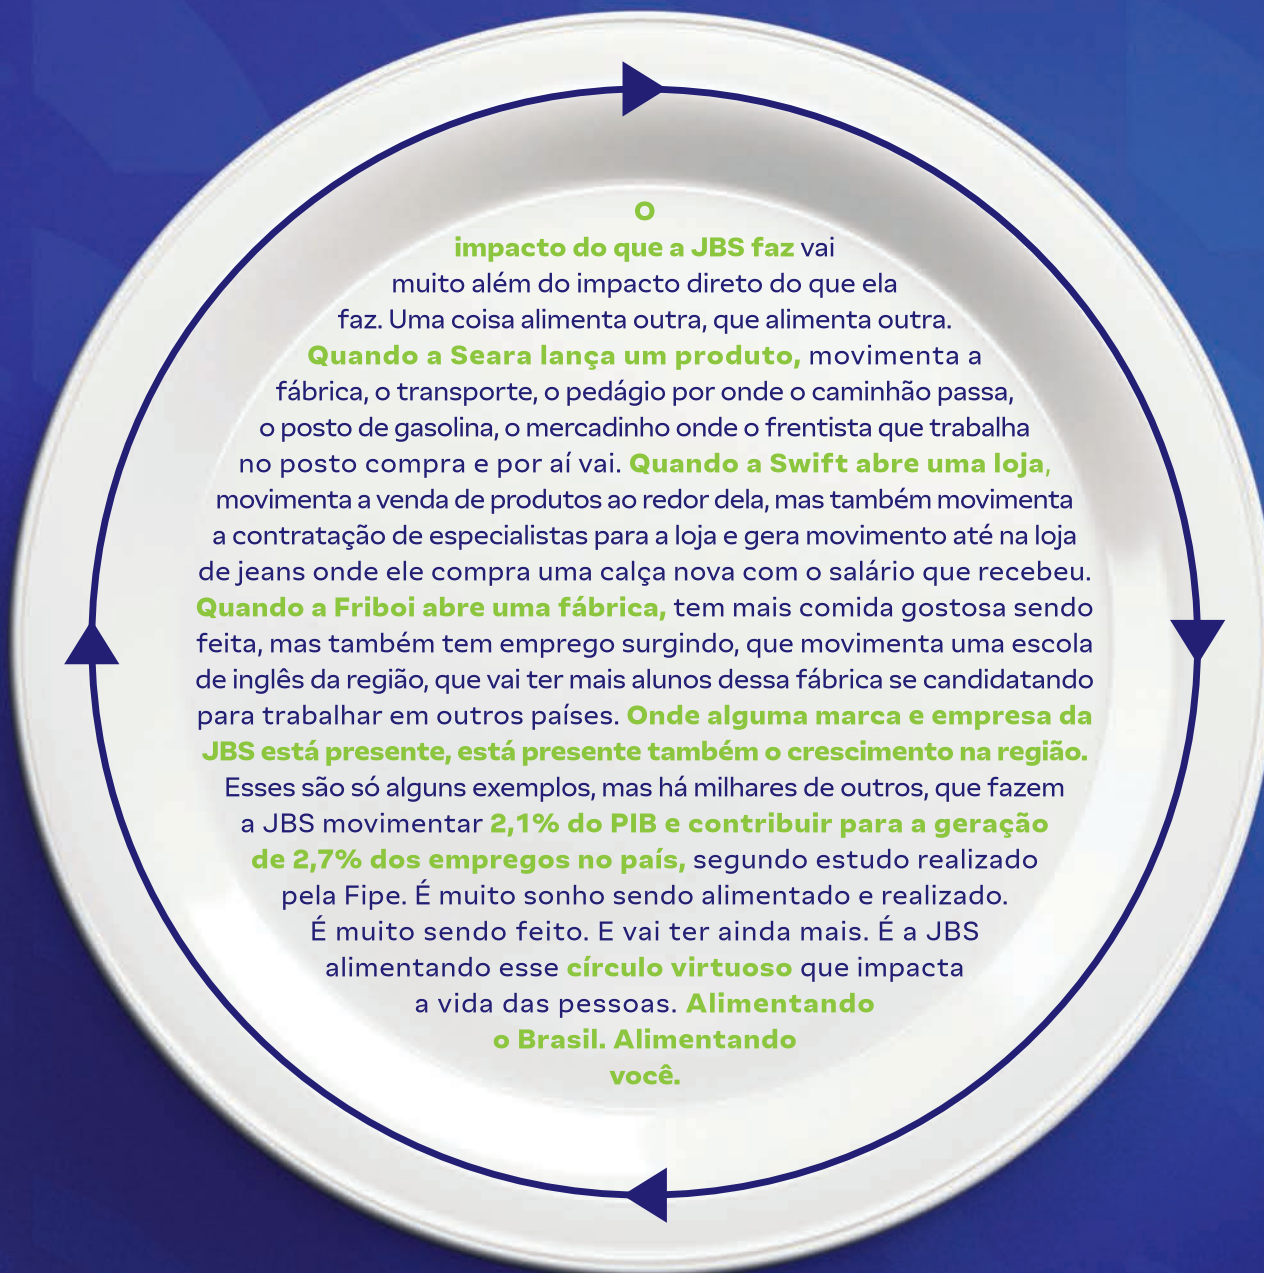 O
impacto do que a JBS faz vai
muito além do impacto direto do que ela
faz. Uma coisa alimenta outra, que alimenta outra.
Quando a Seara lança um produto, movimenta a
fábrica, o transporte, o pedágio por onde o caminhão passa,
o posto de gasolina, o mercadinho onde o frentista que trabalha
no posto compra e por aí vai. Quando a Swift abre uma loja,
movimenta a venda de produtos ao redor dela, mas também movimenta
a contratação de especialistas para a loja e gera movimento até na loja
de jeans onde ele compra uma calça nova com o salário que recebeu.
Quando a Friboi abre uma fábrica, tem mais comida gostosa sendo
feita, mas também tem emprego surgindo, que movimenta uma escola
de inglês da região, que vai ter mais alunos dessa fábrica se candidatando
para trabalhar em outros países. Onde alguma marca e empresa da
JBS está presente, está presente também o crescimento na região.
Esses são só alguns exemplos, mas há milhares de outros, que fazem
a JBS movimentar 2,1% do PIB e contribuir para a geração
de 2,7% dos empregos no país, segundo estudo realizado
pela Fipe. É muito sonho sendo alimentado e realizado.
É muito sendo feito. E vai ter ainda mais. É a JBS
alimentando esse círculo virtuoso que impacta
a vida das pessoas. Alimentando
o Brasil. Alimentando
você.